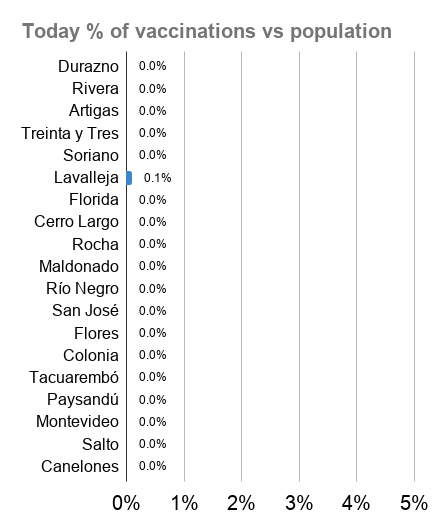 Today % of vaccinations vs population
Durazno 0.0%
Rivera 0.0%
Artigas 0.0%
Treinta y Tres 0.0%
Soriano 0.0%
Lavalleja 0.1%
Florida 0.0%
Cerro Largo 0.0%
Rocha 0.0%
Maldonado 0.0%
Río Negro 0.0%
San José 0.0%
Flores 0.0%
Colonia 0.0%
Tacuarembó 0.0%
Paysandú 0.0%
Montevideo 0.0%
Salto 0.0%
Canelones 0.0%
0% 1% 2% 3% 4% 5%